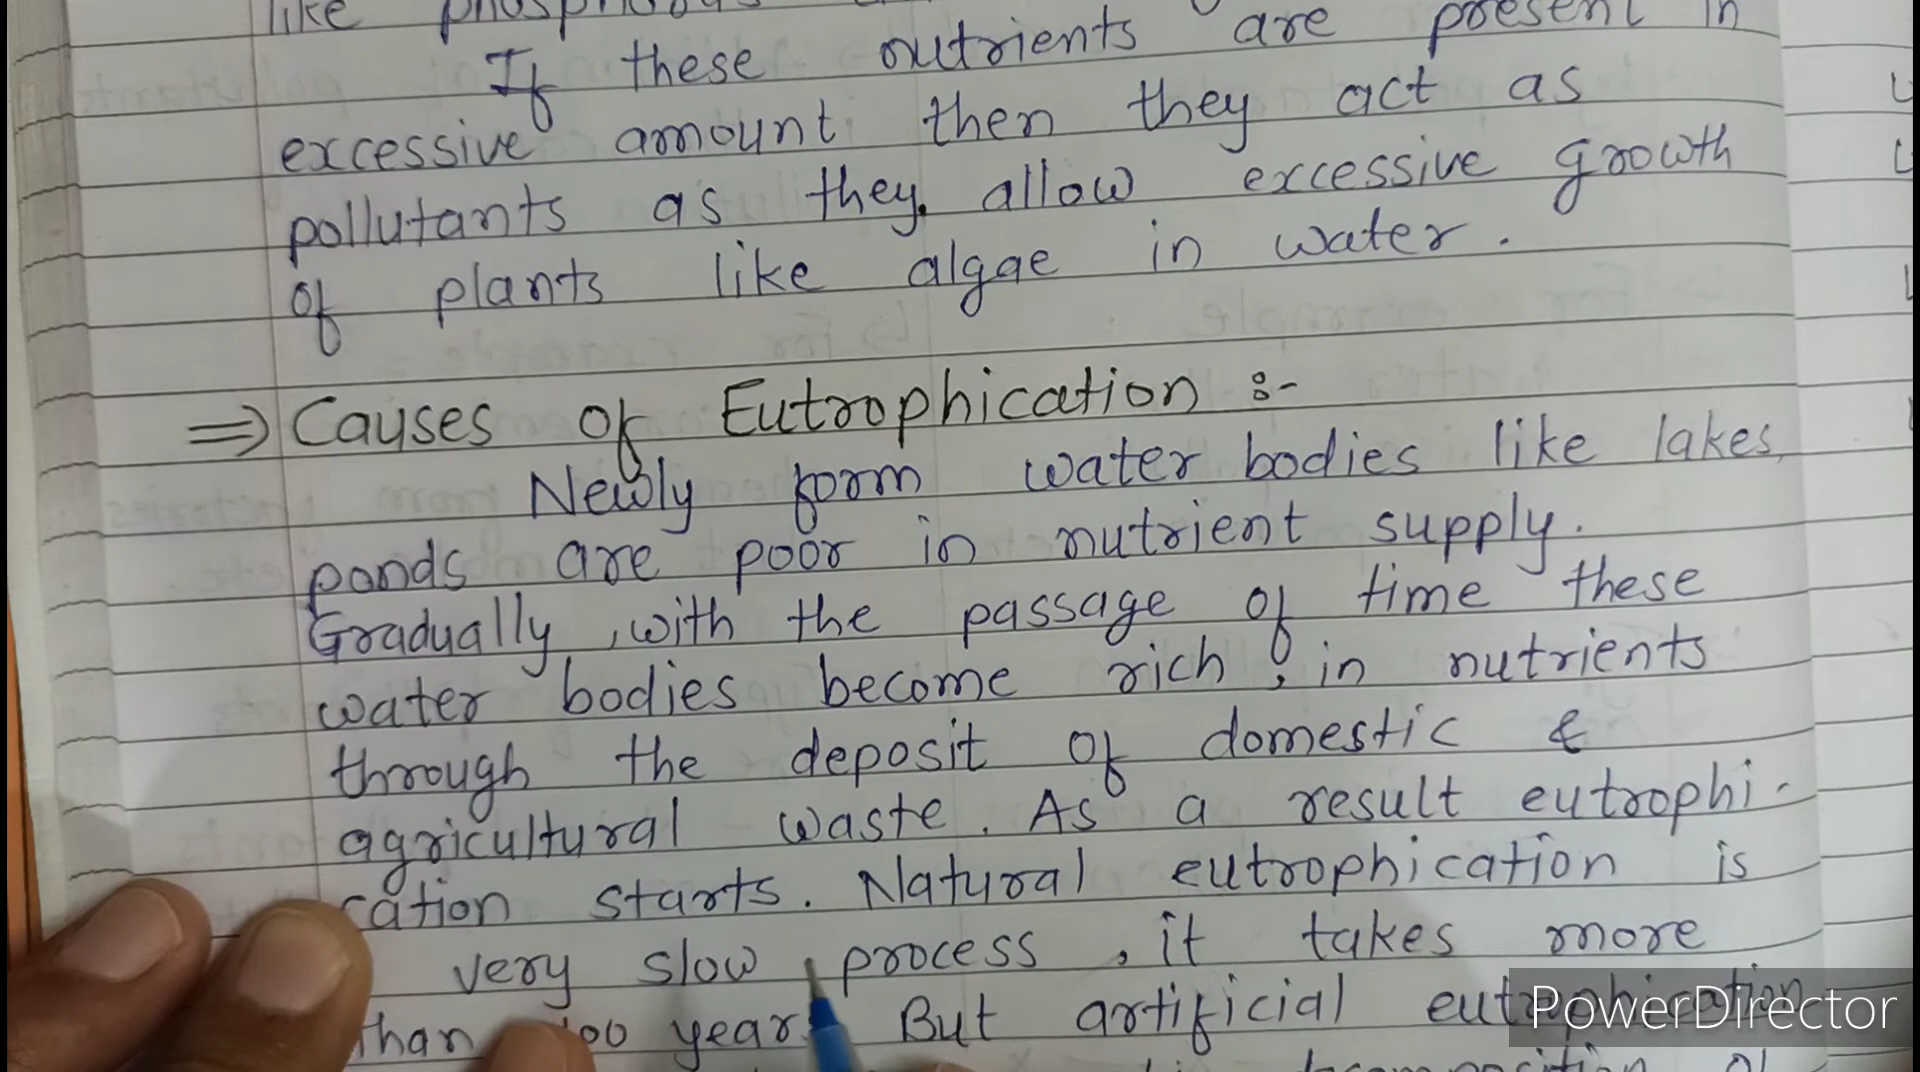 like phosphorus
If these nutrients are present in
excessive amount then they act as
pollutants as they allow excessive growth
of plants like algae in water.
⇒ Causes of Eutrophication :-
Newly form water bodies like lakes,
ponds are poor in nutrient supply.
Gradually, with the passage of time these
water bodies become rich in nutrients
through the deposit of domestic &
agricultural waste. As a result eutrophi-
cation starts. Natural eutrophication is
very slow process, it takes more
than 100 year. But artificial eutrophication
PowerDirector